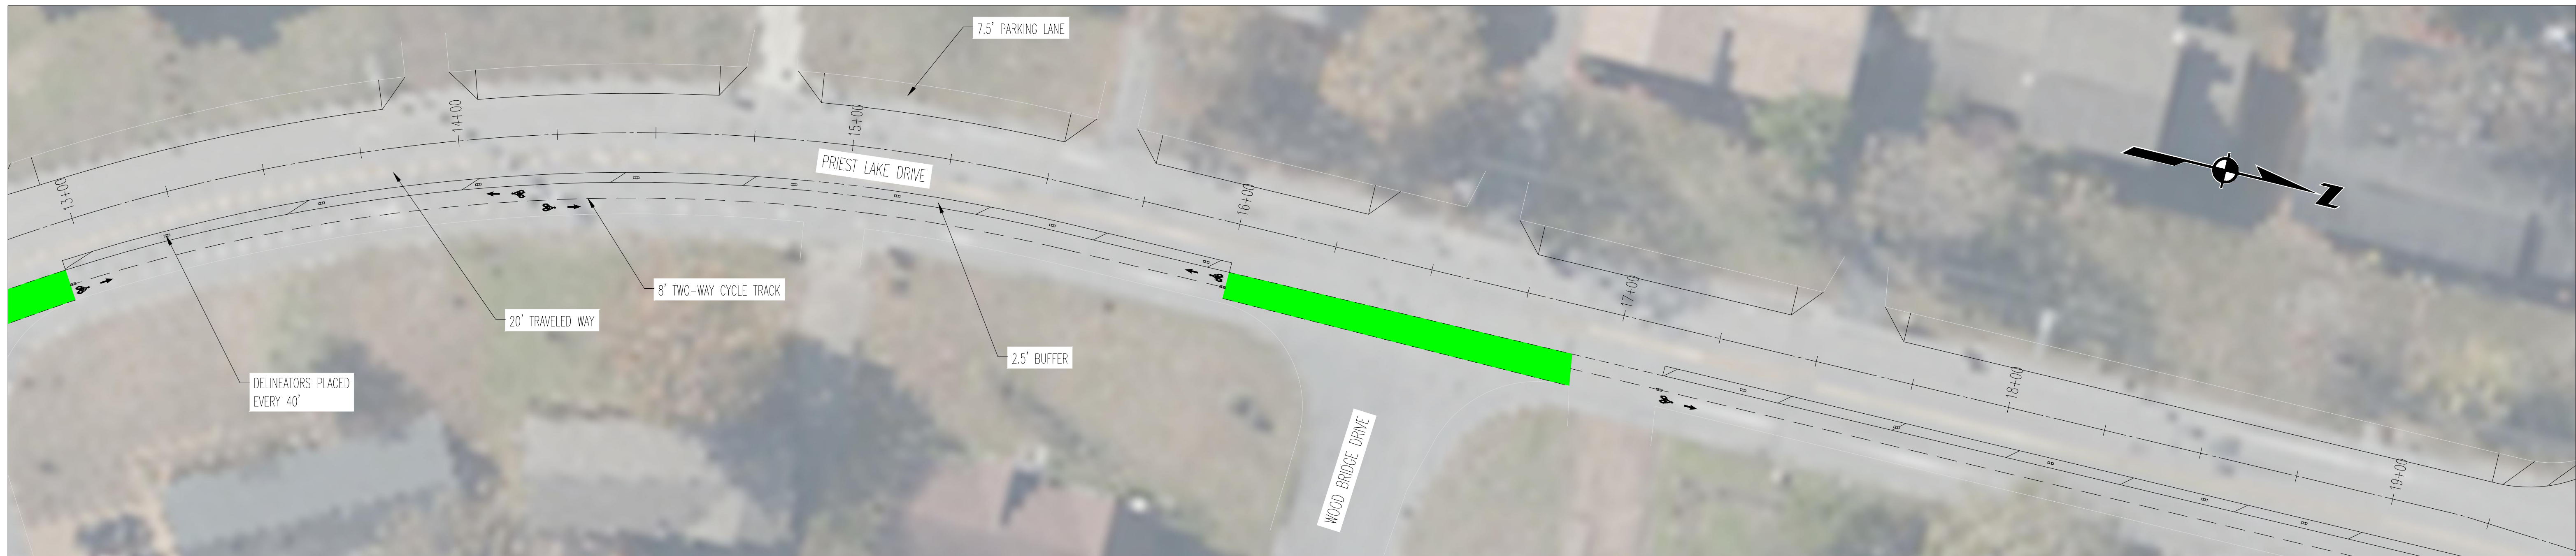 7.5' PARKING LANE
14+00
15+00
PRIEST LAKE DRIVE
13+00
16+00
Z
8' TWO-WAY CYCLE TRACK
17+00
20' TRAVELED WAY
2.5' BUFFER
18+00
DELINEATORS PLACED
EVERY 40'
WOOD BRIDGE DRIVE
19+00